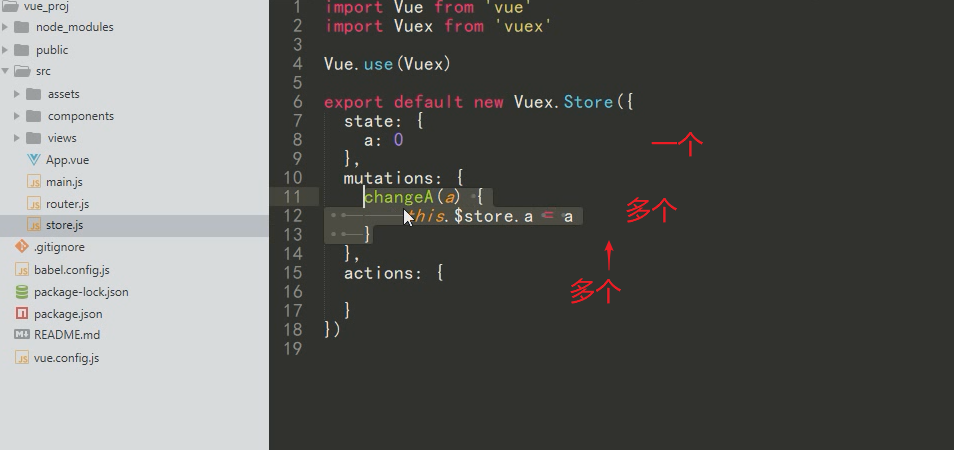 vue_proj
node_modules
public
src
assets
components
views
App.vue
main.js
router.js
store.js
.gitignore
babel.config.js
package-lock.json
package.json
README.md
vue.config.js
1 import Vue from 'vue'
2 import Vuex from 'vuex'
3
4 Vue.use(Vuex)
5
6 export default new Vuex.Store({
7 state: {
8 a: 0
9 },
10 mutations: {
11 changeA(a) {
12 this.$store.a = a
13 }
14 },
15 actions: {
16
17 }
18 })
19
一个
多个
多个